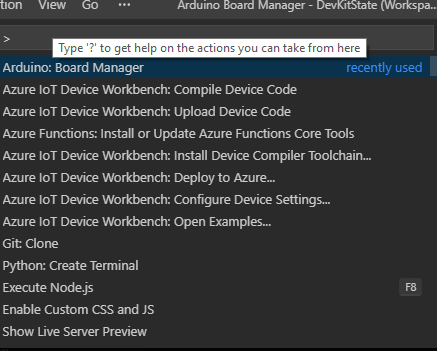 tion View Go ... Arduino Board Manager - DevKitState (Workspa...
>
Type '?' to get help on the actions you can take from here
Arduino: Board Manager recently used
Azure IoT Device Workbench: Compile Device Code
Azure IoT Device Workbench: Upload Device Code
Azure Functions: Install or Update Azure Functions Core Tools
Azure IoT Device Workbench: Install Device Compiler Toolchain...
Azure IoT Device Workbench: Deploy to Azure...
Azure IoT Device Workbench: Configure Device Settings...
Azure IoT Device Workbench: Open Examples...
Git: Clone
Python: Create Terminal
Execute Node.js F8
Enable Custom CSS and JS
Show Live Server Preview